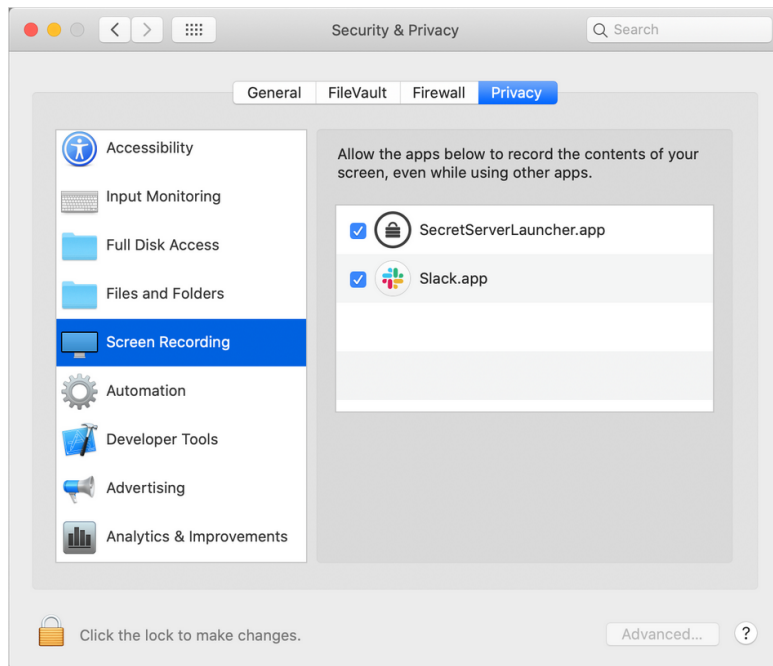 Security & Privacy
Search
General
FileVault
Firewall
Privacy
Accessibility
Input Monitoring
Full Disk Access
Files and Folders
Screen Recording
Automation
Developer Tools
Advertising
Analytics & Improvements
Allow the apps below to record the contents of your
screen, even while using other apps.
SecretServerLauncher.app
Slack.app
Click the lock to make changes.
Advanced...
?